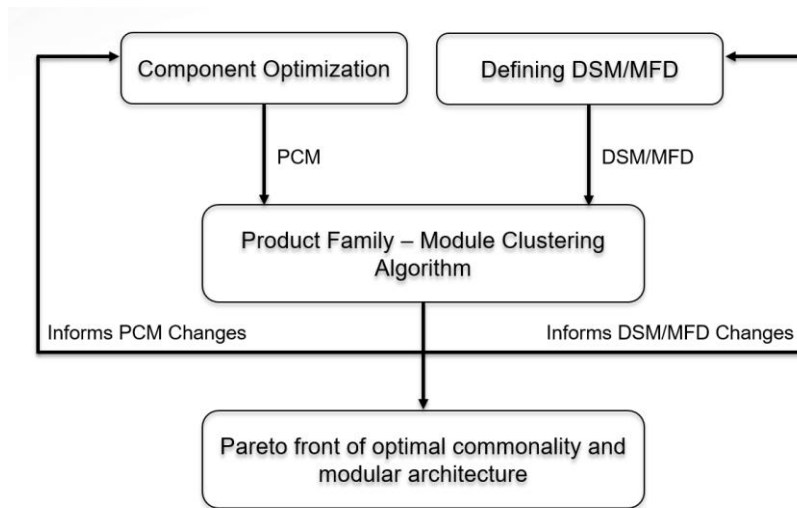 Component Optimization
Defining DSM/MFD
PCM
DSM/MFD
Product Family – Module Clustering
Algorithm
Informs PCM Changes
Informs DSM/MFD Changes
Pareto front of optimal commonality and
modular architecture